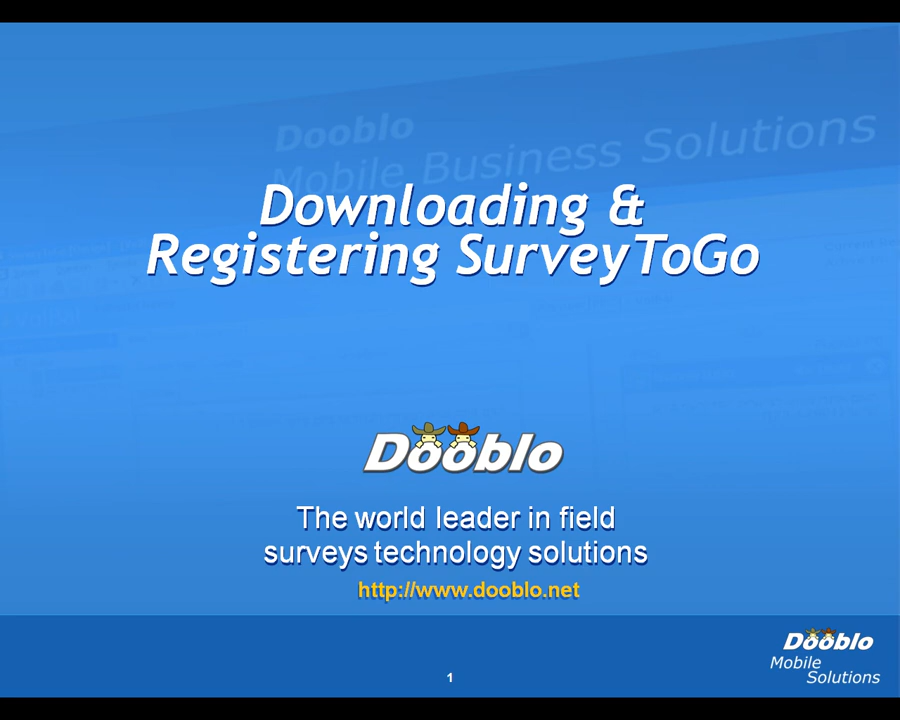 Dooblo
Mobile Business Solutions
Downloading &
Registering SurveyToGo
Dooblo
The world leader in field
surveys technology solutions
http://www.dooblo.net
Dooblo
Mobile
Solutions
1